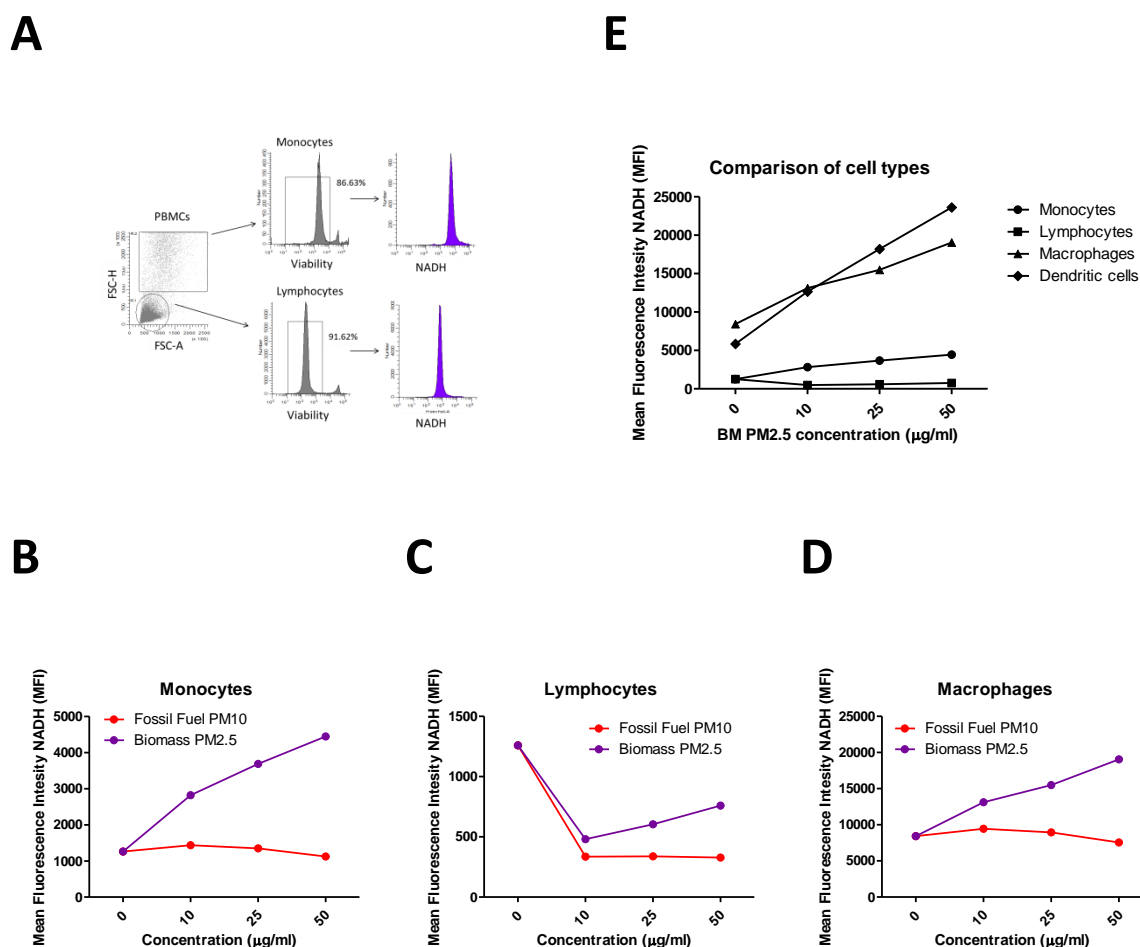 A
E
PBMCs
FSC-H
FSC-A
Monocytes
Number
86.63%
Viability
Number
NADH
Lymphocytes
Number
91.62%
Viability
Number
NADH
Comparison of cell types
Mean Fluorescence Intesity NADH (MFI)
25000
20000
15000
10000
5000
0
0
10
25
50
BM PM2.5 concentration (µg/ml)
Monocytes
Lymphocytes
Macrophages
Dendritic cells
B
C
D
Monocytes
Mean Fluorescence Intesity NADH (MFI)
5000
4000
3000
2000
1000
0
Fossil Fuel PM10
Biomass PM2.5
0
10
25
50
Concentration (µg/ml)
Lymphocytes
Mean Fluorescence Intesity NADH (MFI)
1500
1000
500
0
Fossil Fuel PM10
Biomass PM2.5
0
10
25
50
Concentration (µg/ml)
Macrophages
Mean Fluorescence Intesity NADH (MFI)
25000
20000
15000
10000
5000
0
Fossil Fuel PM10
Biomass PM2.5
0
10
25
50
Concentration (µg/ml)